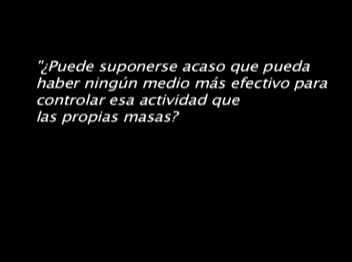 "¿Puede suponerse acaso que pueda
haber ningún medio más efectivo para
controlar esa actividad que
las propias masas?